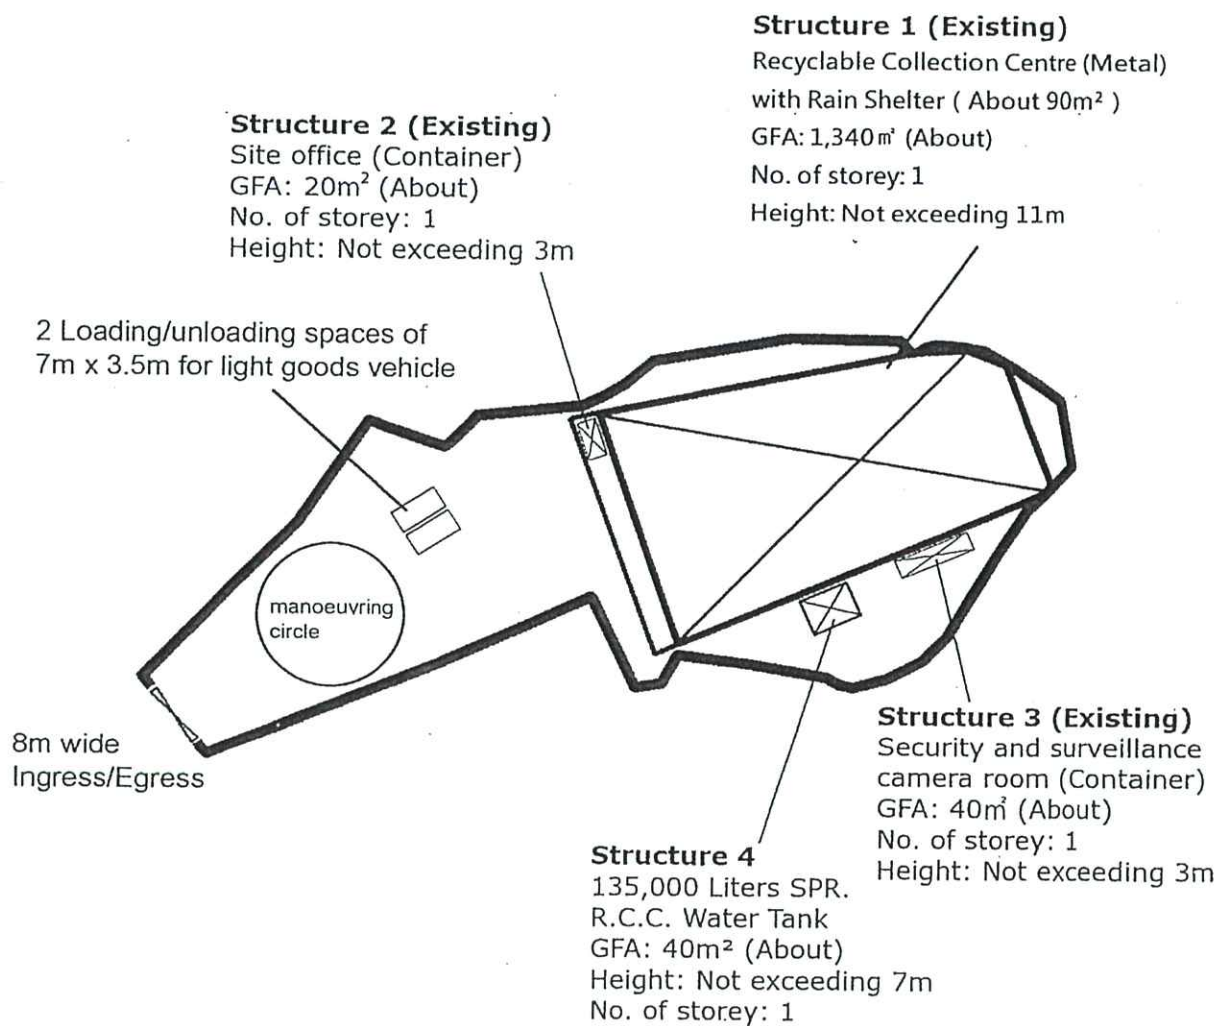 Structure 1 (Existing)
Recyclable Collection Centre (Metal)
with Rain Shelter ( About 90m² )
GFA: 1,340㎡ (About)
No. of storey: 1
Height: Not exceeding 11m
Structure 2 (Existing)
Site office (Container)
GFA: 20m² (About)
No. of storey: 1
Height: Not exceeding 3m
2 Loading/unloading spaces of
7m x 3.5m for light goods vehicle
manoeuvring
circle
8m wide
Ingress/Egress
Structure 3 (Existing)
Security and surveillance
camera room (Container)
GFA: 40㎡ (About)
No. of storey: 1
Height: Not exceeding 3m
Structure 4
135,000 Liters SPR.
R.C.C. Water Tank
GFA: 40m² (About)
Height: Not exceeding 7m
No. of storey: 1